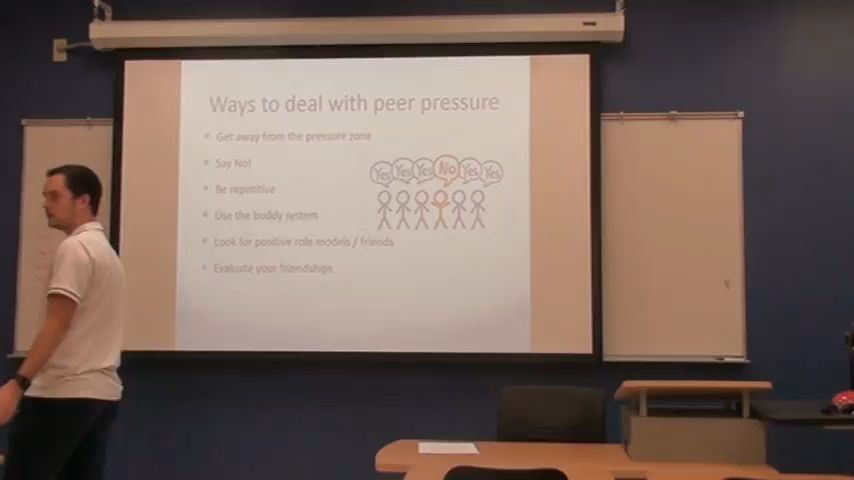 Ways to deal with peer pressure
Get away from the pressure zone
Say No!
Be repetitive
Use the buddy system
Look for positive role models / friends
Evaluate your friendships
Yes Yes Yes No Yes Yes